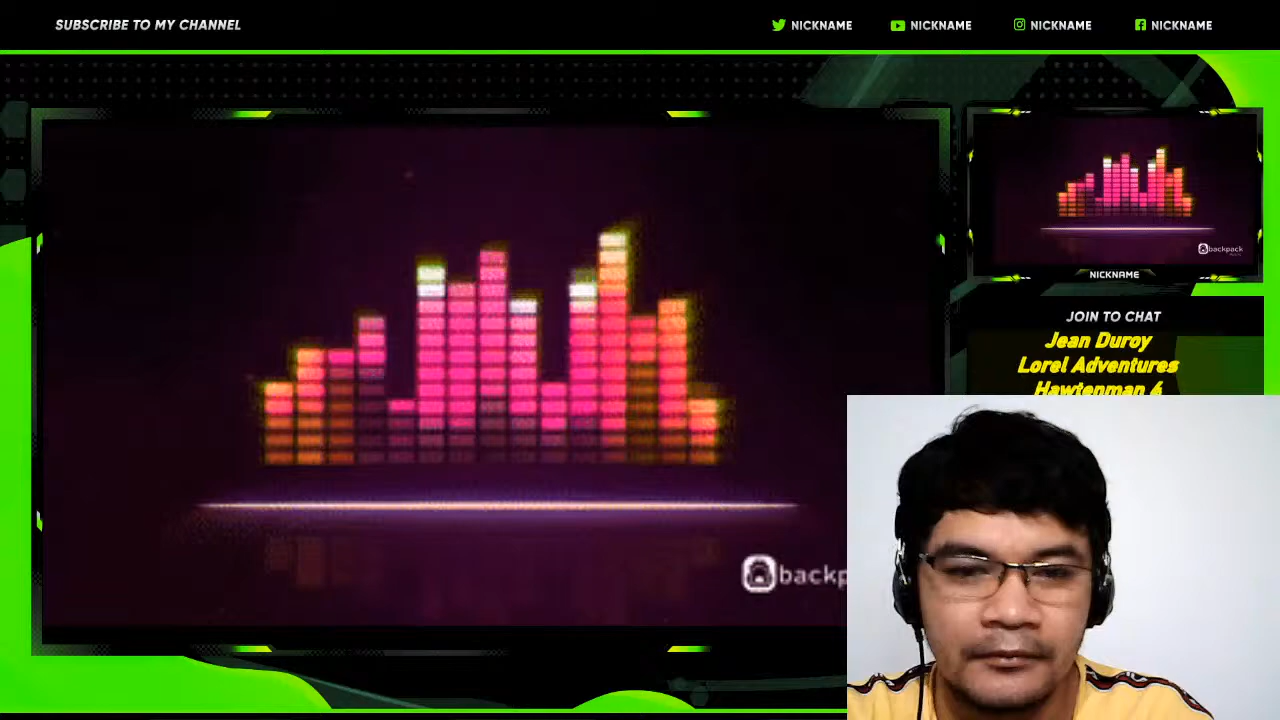 SUBSCRIBE TO MY CHANNEL
NICKNAME
NICKNAME
NICKNAME
NICKNAME
backpack
NICKNAME
JOIN TO CHAT
Jean Duroy
Lorel Adventures
Hawtenman 4
backp